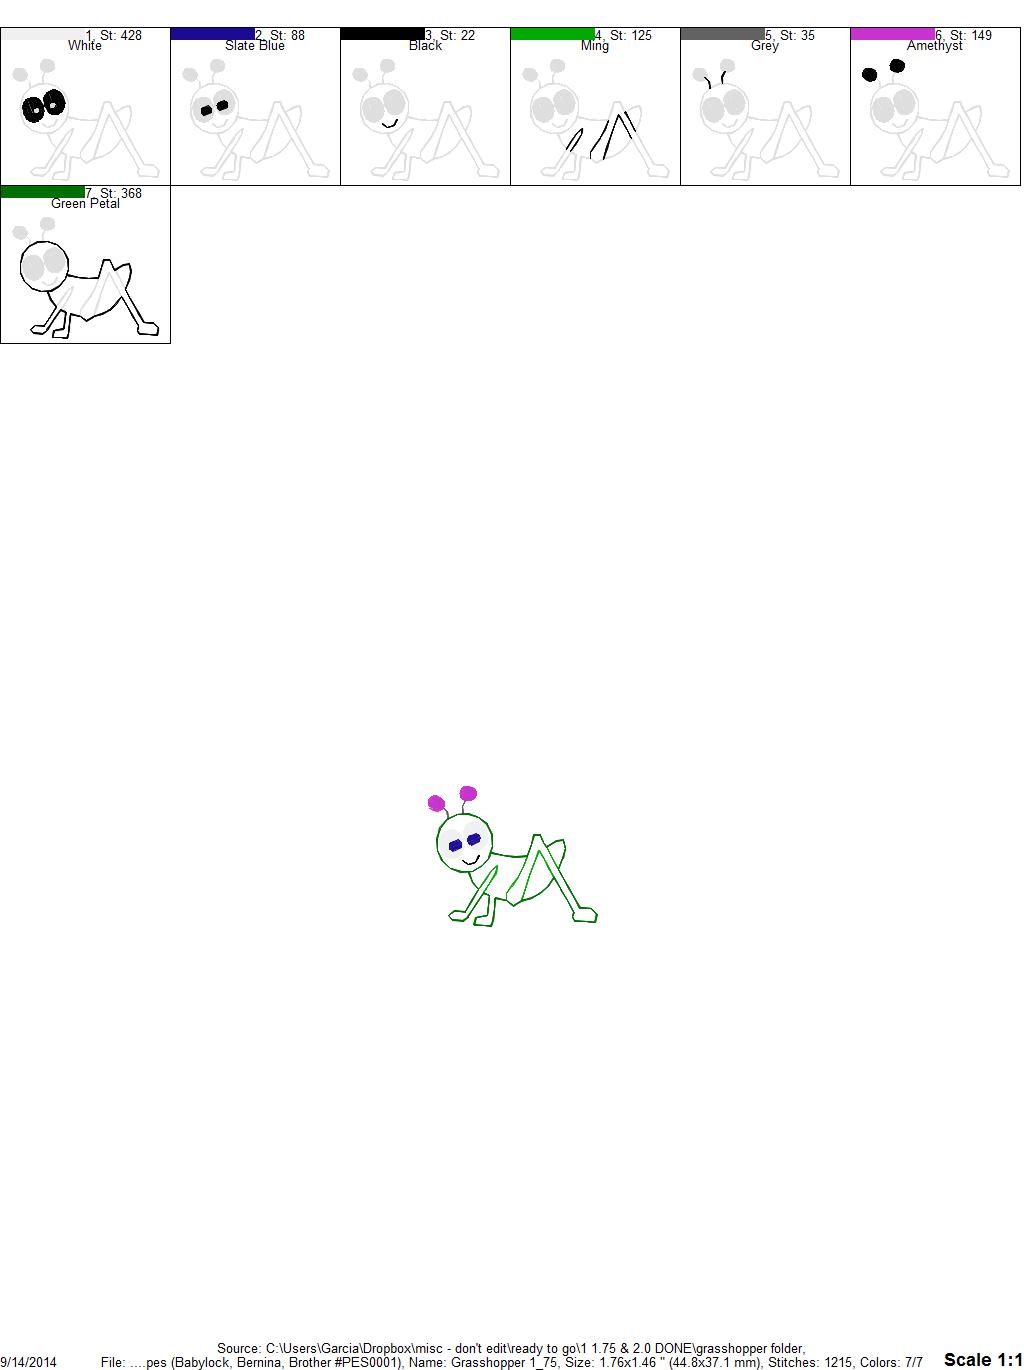 1, St: 428
White
2, St: 88
Slate Blue
3, St: 22
Black
4, St: 125
Ming
5, St: 35
Grey
6, St: 149
Amethyst
7, St: 368
Green Petal
Source: C:\Users\Garcia\Dropbox\misc - don't edit\ready to go\1 1.75 & 2.0 DONE\grasshopper folder,
9/14/2014 File: ....pes (Babylock, Bernina, Brother #PES0001), Name: Grasshopper 1_75, Size: 1.76x1.46 " (44.8x37.1 mm), Stitches: 1215, Colors: 7/7 Scale 1:1